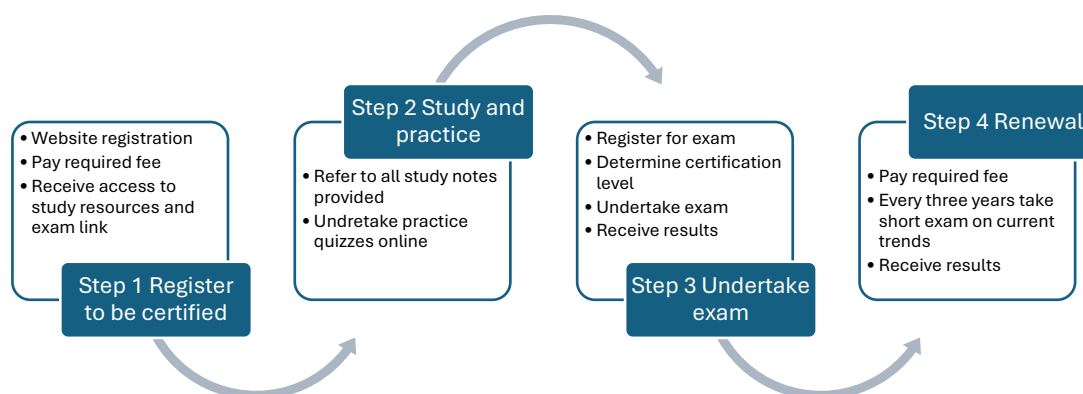 • Website registration
• Pay required fee
• Receive access to
study resources and
exam link
Step 1 Register
to be certified
Step 2 Study and
practice
• Refer to all study notes
provided
• Undretake practice
quizzes online
• Register for exam
• Determine certification
level
• Undertake exam
• Receive results
Step 3 Undertake
exam
Step 4 Renewal
• Pay required fee
• Every three years take
short exam on current
trends
• Receive results